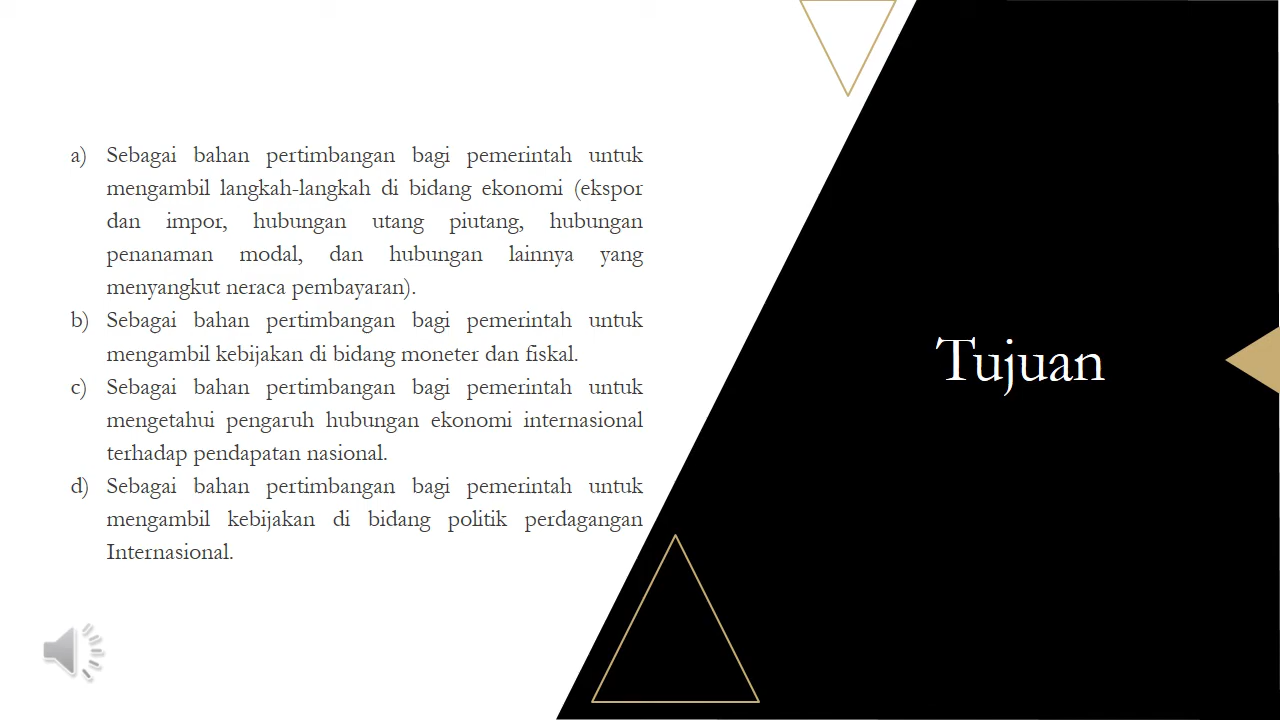 a) Sebagai bahan pertimbangan bagi pemerintah untuk
mengambil langkah-langkah di bidang ekonomi (ekspor
dan impor, hubungan utang piutang, hubungan
penanaman modal, dan hubungan lainnya yang
menyangkut neraca pembayaran).
b) Sebagai bahan pertimbangan bagi pemerintah untuk
mengambil kebijakan di bidang moneter dan fiskal.
c) Sebagai bahan pertimbangan bagi pemerintah untuk
mengetahui pengaruh hubungan ekonomi internasional
terhadap pendapatan nasional.
d) Sebagai bahan pertimbangan bagi pemerintah untuk
mengambil kebijakan di bidang politik perdagangan
Internasional.
Tujuan